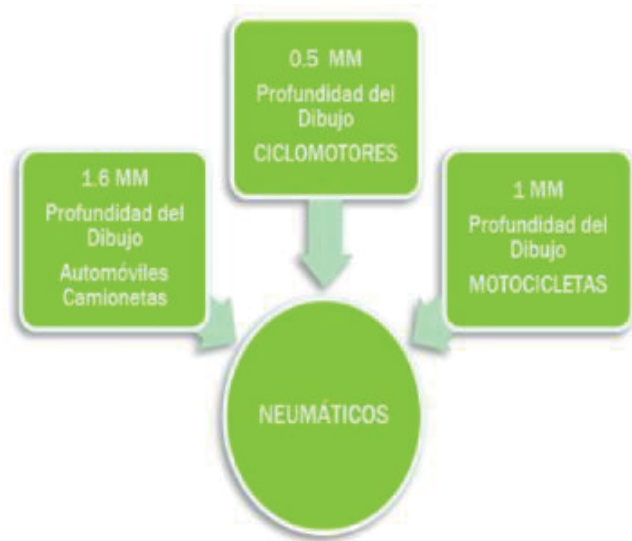 0.5 MM
Profundidad del
Dibujo
CICLOMOTORES
1.6 MM
Profundidad del
Dibujo
Automóviles
Camionetas
1 MM
Profundidad del
Dibujo
MOTOCICLETAS
NEUMÁTICOS